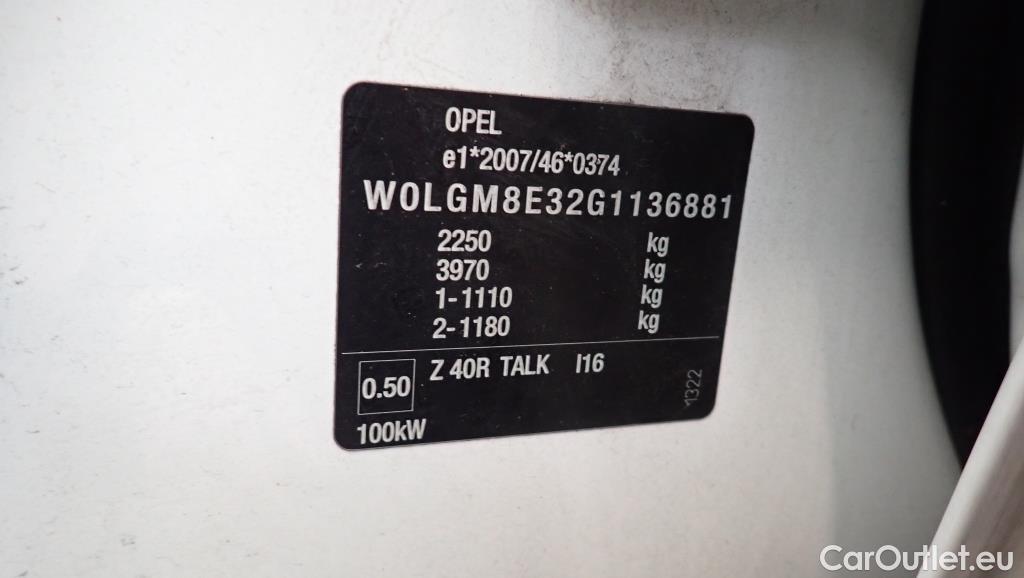 OPEL
e1*2007/46*0374
W0LGM8E32G1136881
2250 kg
3970 kg
1-1110 kg
2-1180 kg
0.50 Z 40R TALK I16
100kW
1322
CarOutlet.eu